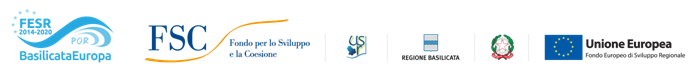 FESR
2014-2020
POR
BasilicataEuropa
FSC
Fondo per lo Sviluppo
e la Coesione
US
REGIONE BASILICATA
Unione Europea
Fondo Europeo di Sviluppo Regionale